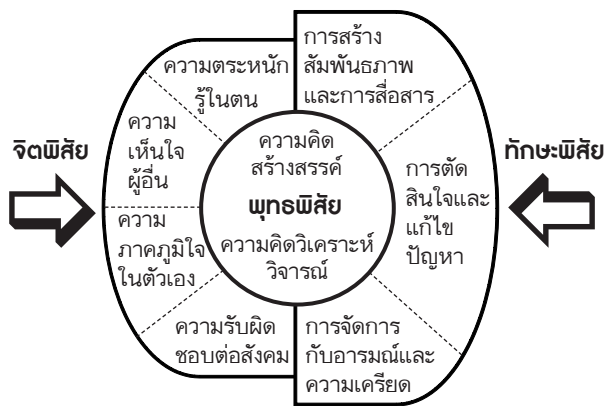 การสร้าง
สัมพันธภาพ
และการสื่อสาร
ความตระหนัก
รู้ในตน
ความ
เห็นใจ
ผู้อื่น
จิตพิสัย
ความคิด
สร้างสรรค์
พุทธพิสัย
ความคิดวิเคราะห์
วิจารณ์
การตัด
สินใจและ
แก้ไข
ปัญหา
ทักษะพิสัย
ความ
ภาคภูมิใจ
ในตัวเอง
ความรับผิด
ชอบต่อสังคม
การจัดการ
กับอารมณ์และ
ความเครียด